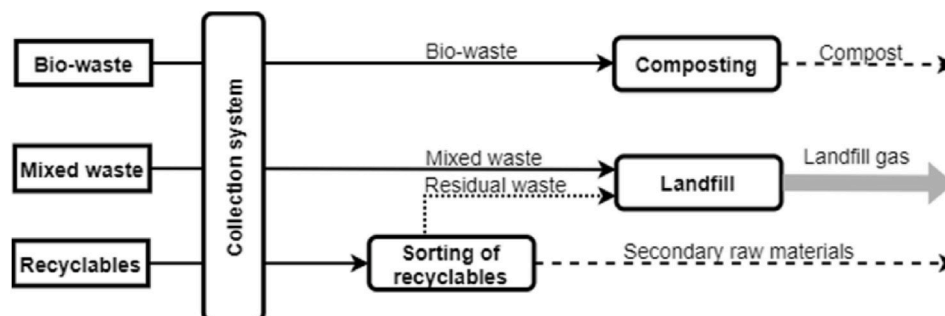 Bio-waste
Collection system
Bio-waste
Composting
Compost
Mixed waste
Mixed waste
Residual waste
Landfill
Landfill gas
Recyclables
Sorting of
recyclables
Secondary raw materials